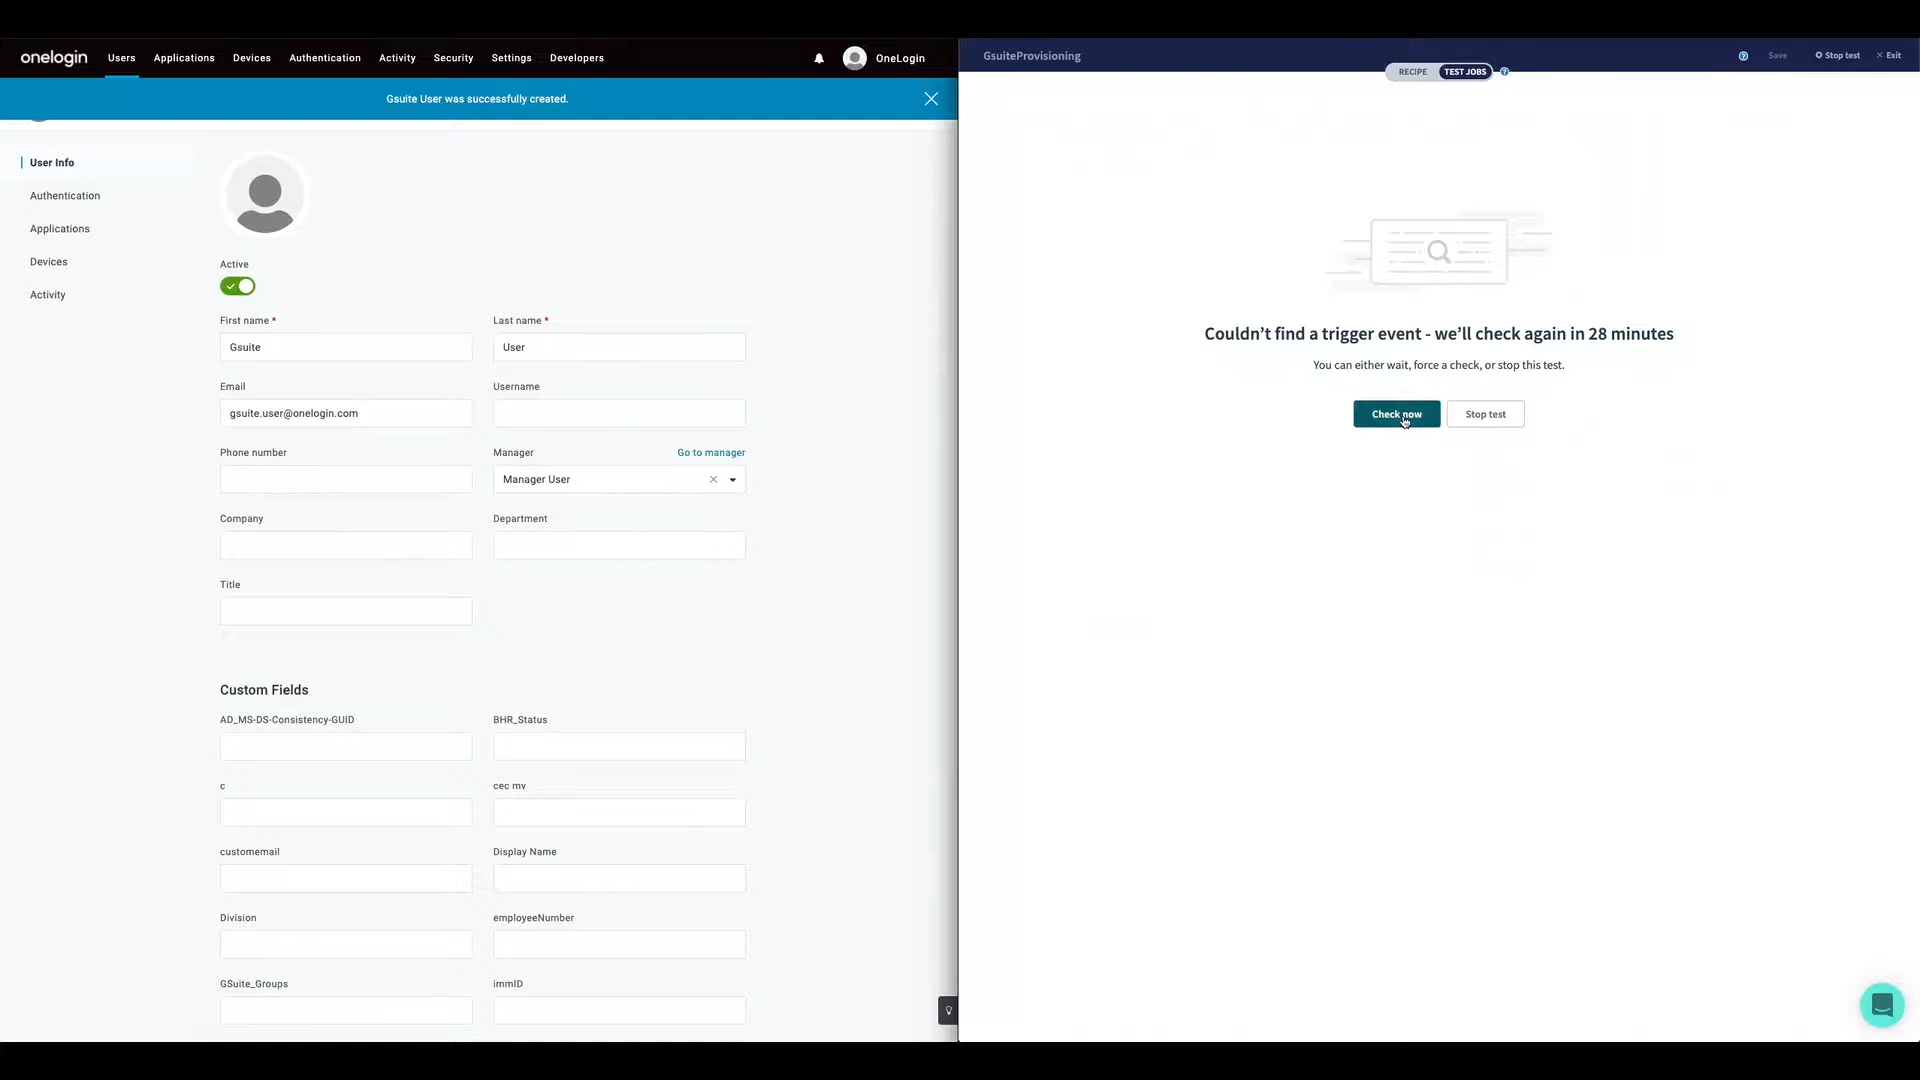 onelogin Users Applications Devices Authentication Activity Security Settings Developers OneLogin
Gsuite User was successfully created.
User Info
Authentication
Applications
Devices
Activity
Active
First name * Last name *
Gsuite User
Email Username
gsuite.user@onelogin.com
Phone number Manager Go to manager
Manager User
Company Department
Title
Custom Fields
AD_MS-DS-Consistency-GUID BHR_Status
c cec mv
customemail Display Name
Division employeeNumber
GSuite_Groups immID
GsuiteProvisioning ? Save Stop test Exit
RECIPE TEST JOBS ?
Couldn’t find a trigger event - we’ll check again in 28 minutes
You can either wait, force a check, or stop this test.
Check now Stop test